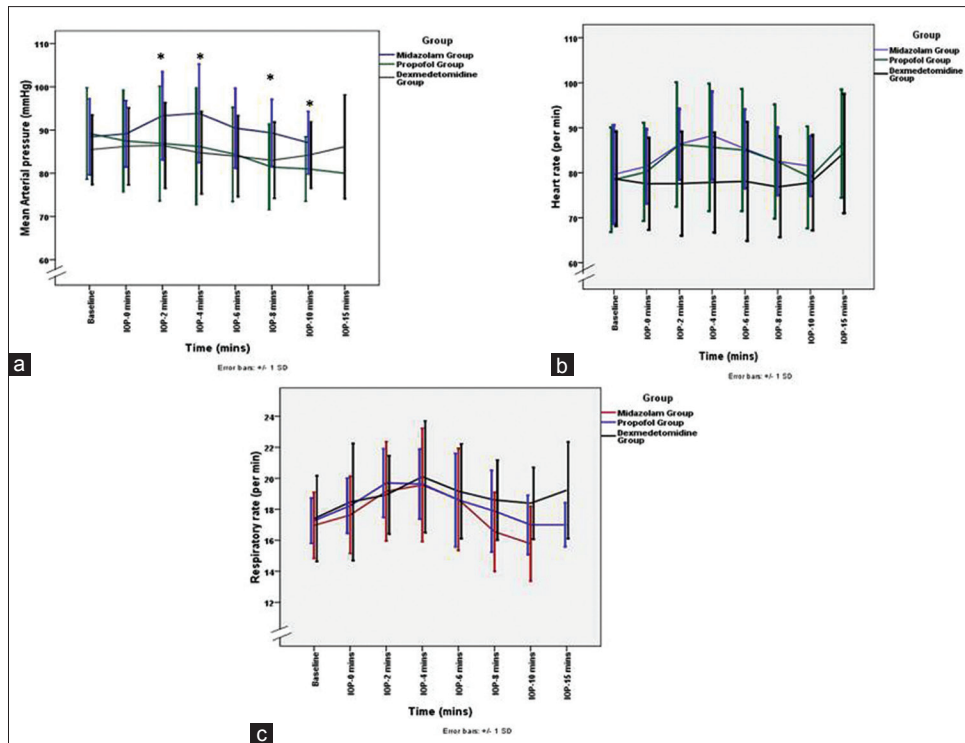 Group
Midazolam Group
Propofol Group
Dexmedetomidine
Group
110
100
90
80
70
60
Mean Arterial pressure (mmHg)
* * * *
Baseline
IOP-0 mins
IOP-2 mins
IOP-4 mins
IOP-6 mins
IOP-8 mins
IOP-10 mins
IOP-15 mins
Time (mins)
Error bars: +/- 1 SD
a
Group
Midazolam Group
Propofol Group
Dexmedetomidine
Group
110
100
90
80
70
60
Heart rate (per min)
Baseline
IOP-0 mins
IOP-2 mins
IOP-4 mins
IOP-6 mins
IOP-8 mins
IOP-10 mins
IOP-15 mins
Time (mins)
Error bars: +/- 1 SD
b
Group
Midazolam Group
Propofol Group
Dexmedetomidine
Group
24
22
20
18
16
14
12
Respiratory rate (per min)
Baseline
IOP-0 mins
IOP-2 mins
IOP-4 mins
IOP-6 mins
IOP-8 mins
IOP-10 mins
IOP-15 mins
Time (mins)
Error bars: +/- 1 SD
c